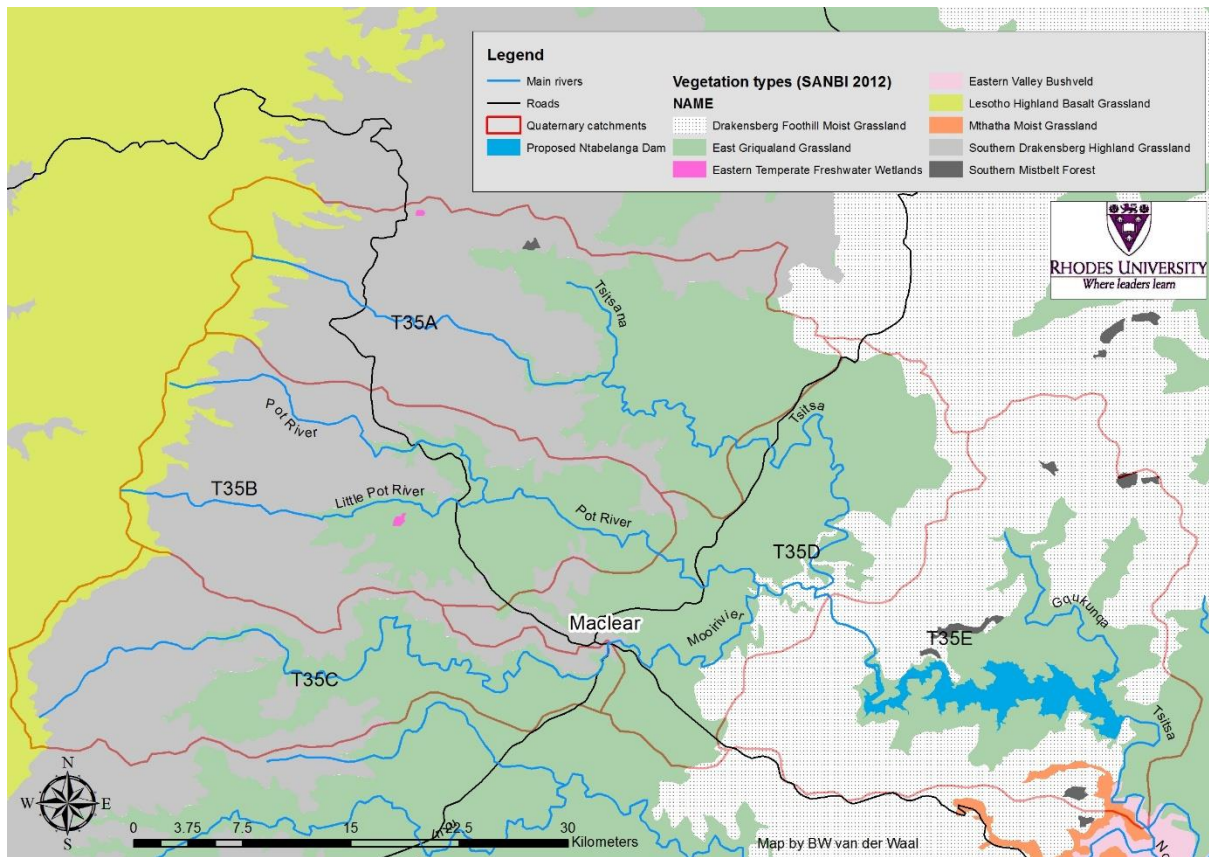 Legend
Main rivers
Roads
Quaternary catchments
Proposed Ntabelanga Dam
Vegetation types (SANBI 2012)
NAME
Drakensberg Foothill Moist Grassland
East Griqualand Grassland
Eastern Temperate Freshwater Wetlands
Eastern Valley Bushveld
Lesotho Highland Basalt Grassland
Mthatha Moist Grassland
Southern Drakensberg Highland Grassland
Southern Mistbelt Forest
RHODES UNIVERSITY
Where leaders learn
Tsitsana
T35A
Pot River
Tsitsa
T35B
Little Pot River
Pot River
T35D
Gqukunqa
Maclear
Mooirivier
T35E
T35C
Tsitsa
N
W E
S
0 3.75 7.5 15 22.5 30
Kilometers
Map by BW van der Waal